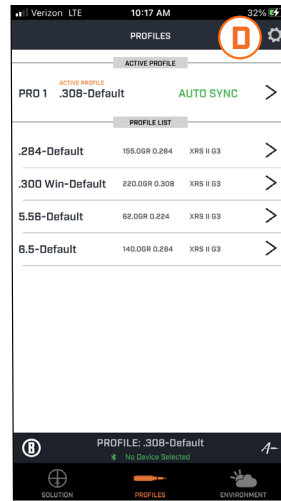 Verizon LTE 10:17 AM 32%
PROFILES
D
ACTIVE PROFILE
ACTIVE PROFILE
PRO 1 .308-Default AUTO SYNC
PROFILE LIST
.284-Default 155.0GR 0.284 XRS II G3
.300 Win-Default 220.0GR 0.308 XRS II G3
5.56-Default 62.0GR 0.224 XRS II G3
6.5-Default 140.0GR 0.264 XRS II G3
B PROFILE: .308-Default A
No Device Selected
SOLUTION PROFILES ENVIRONMENT